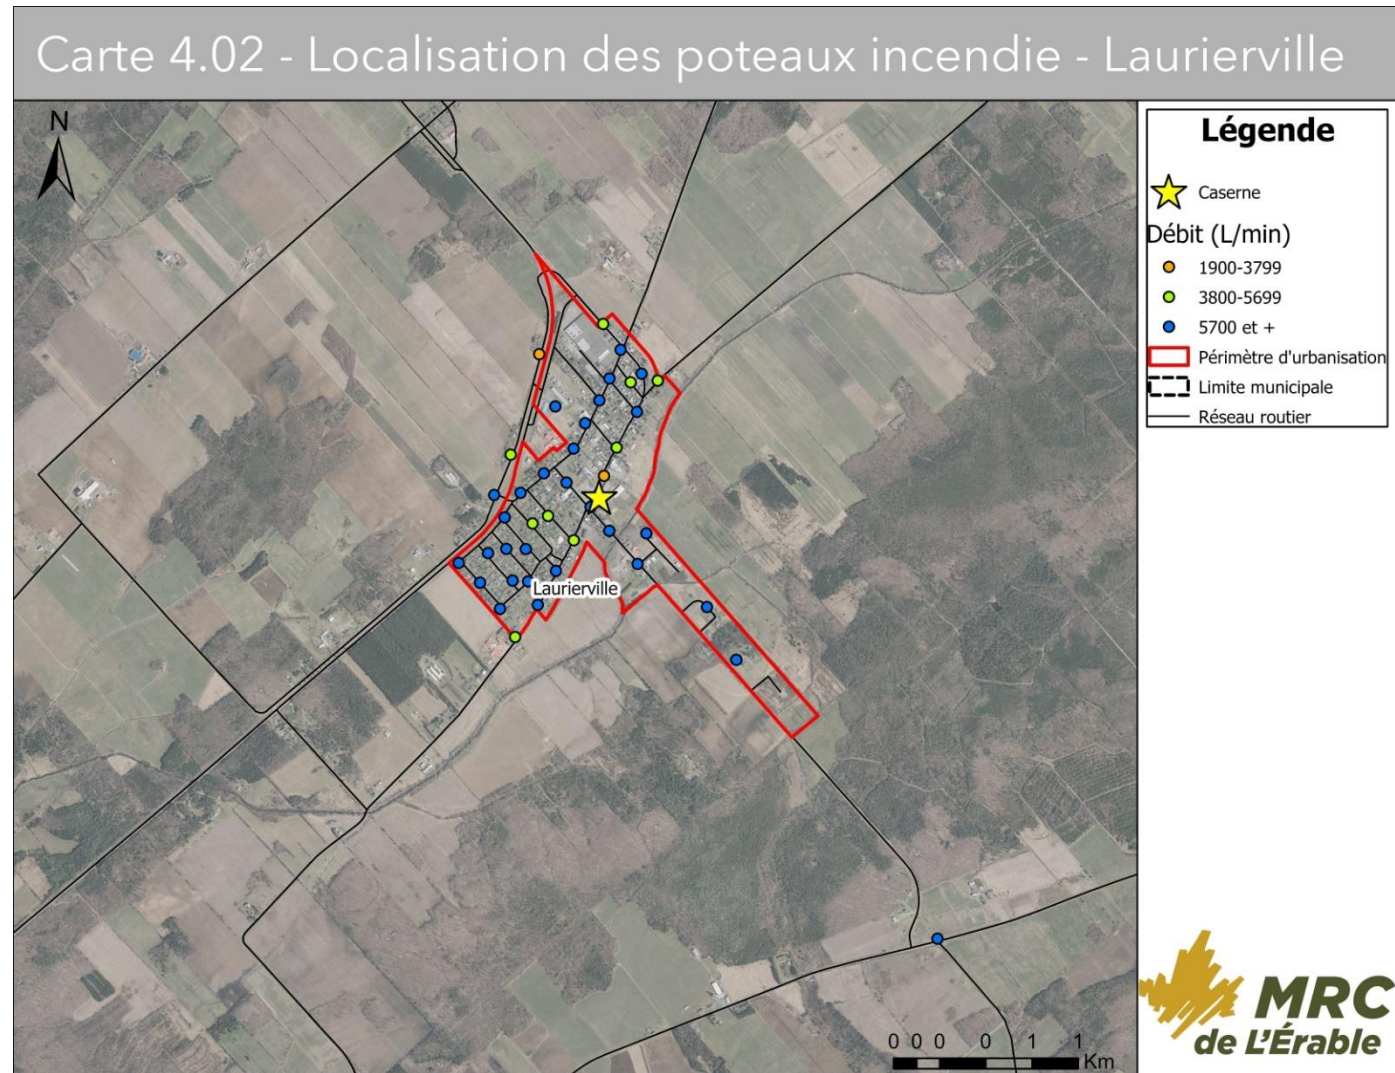 Carte 4.02 - Localisation des poteaux incendie - Laurierville
N
Légende
Caserne
Débit (L/min)
1900-3799
3800-5699
5700 et +
Périmètre d'urbanisation
Limite municipale
Réseau routier
Laurierville
0 0 0 0 1 1
Km
MRC
de L'Érable